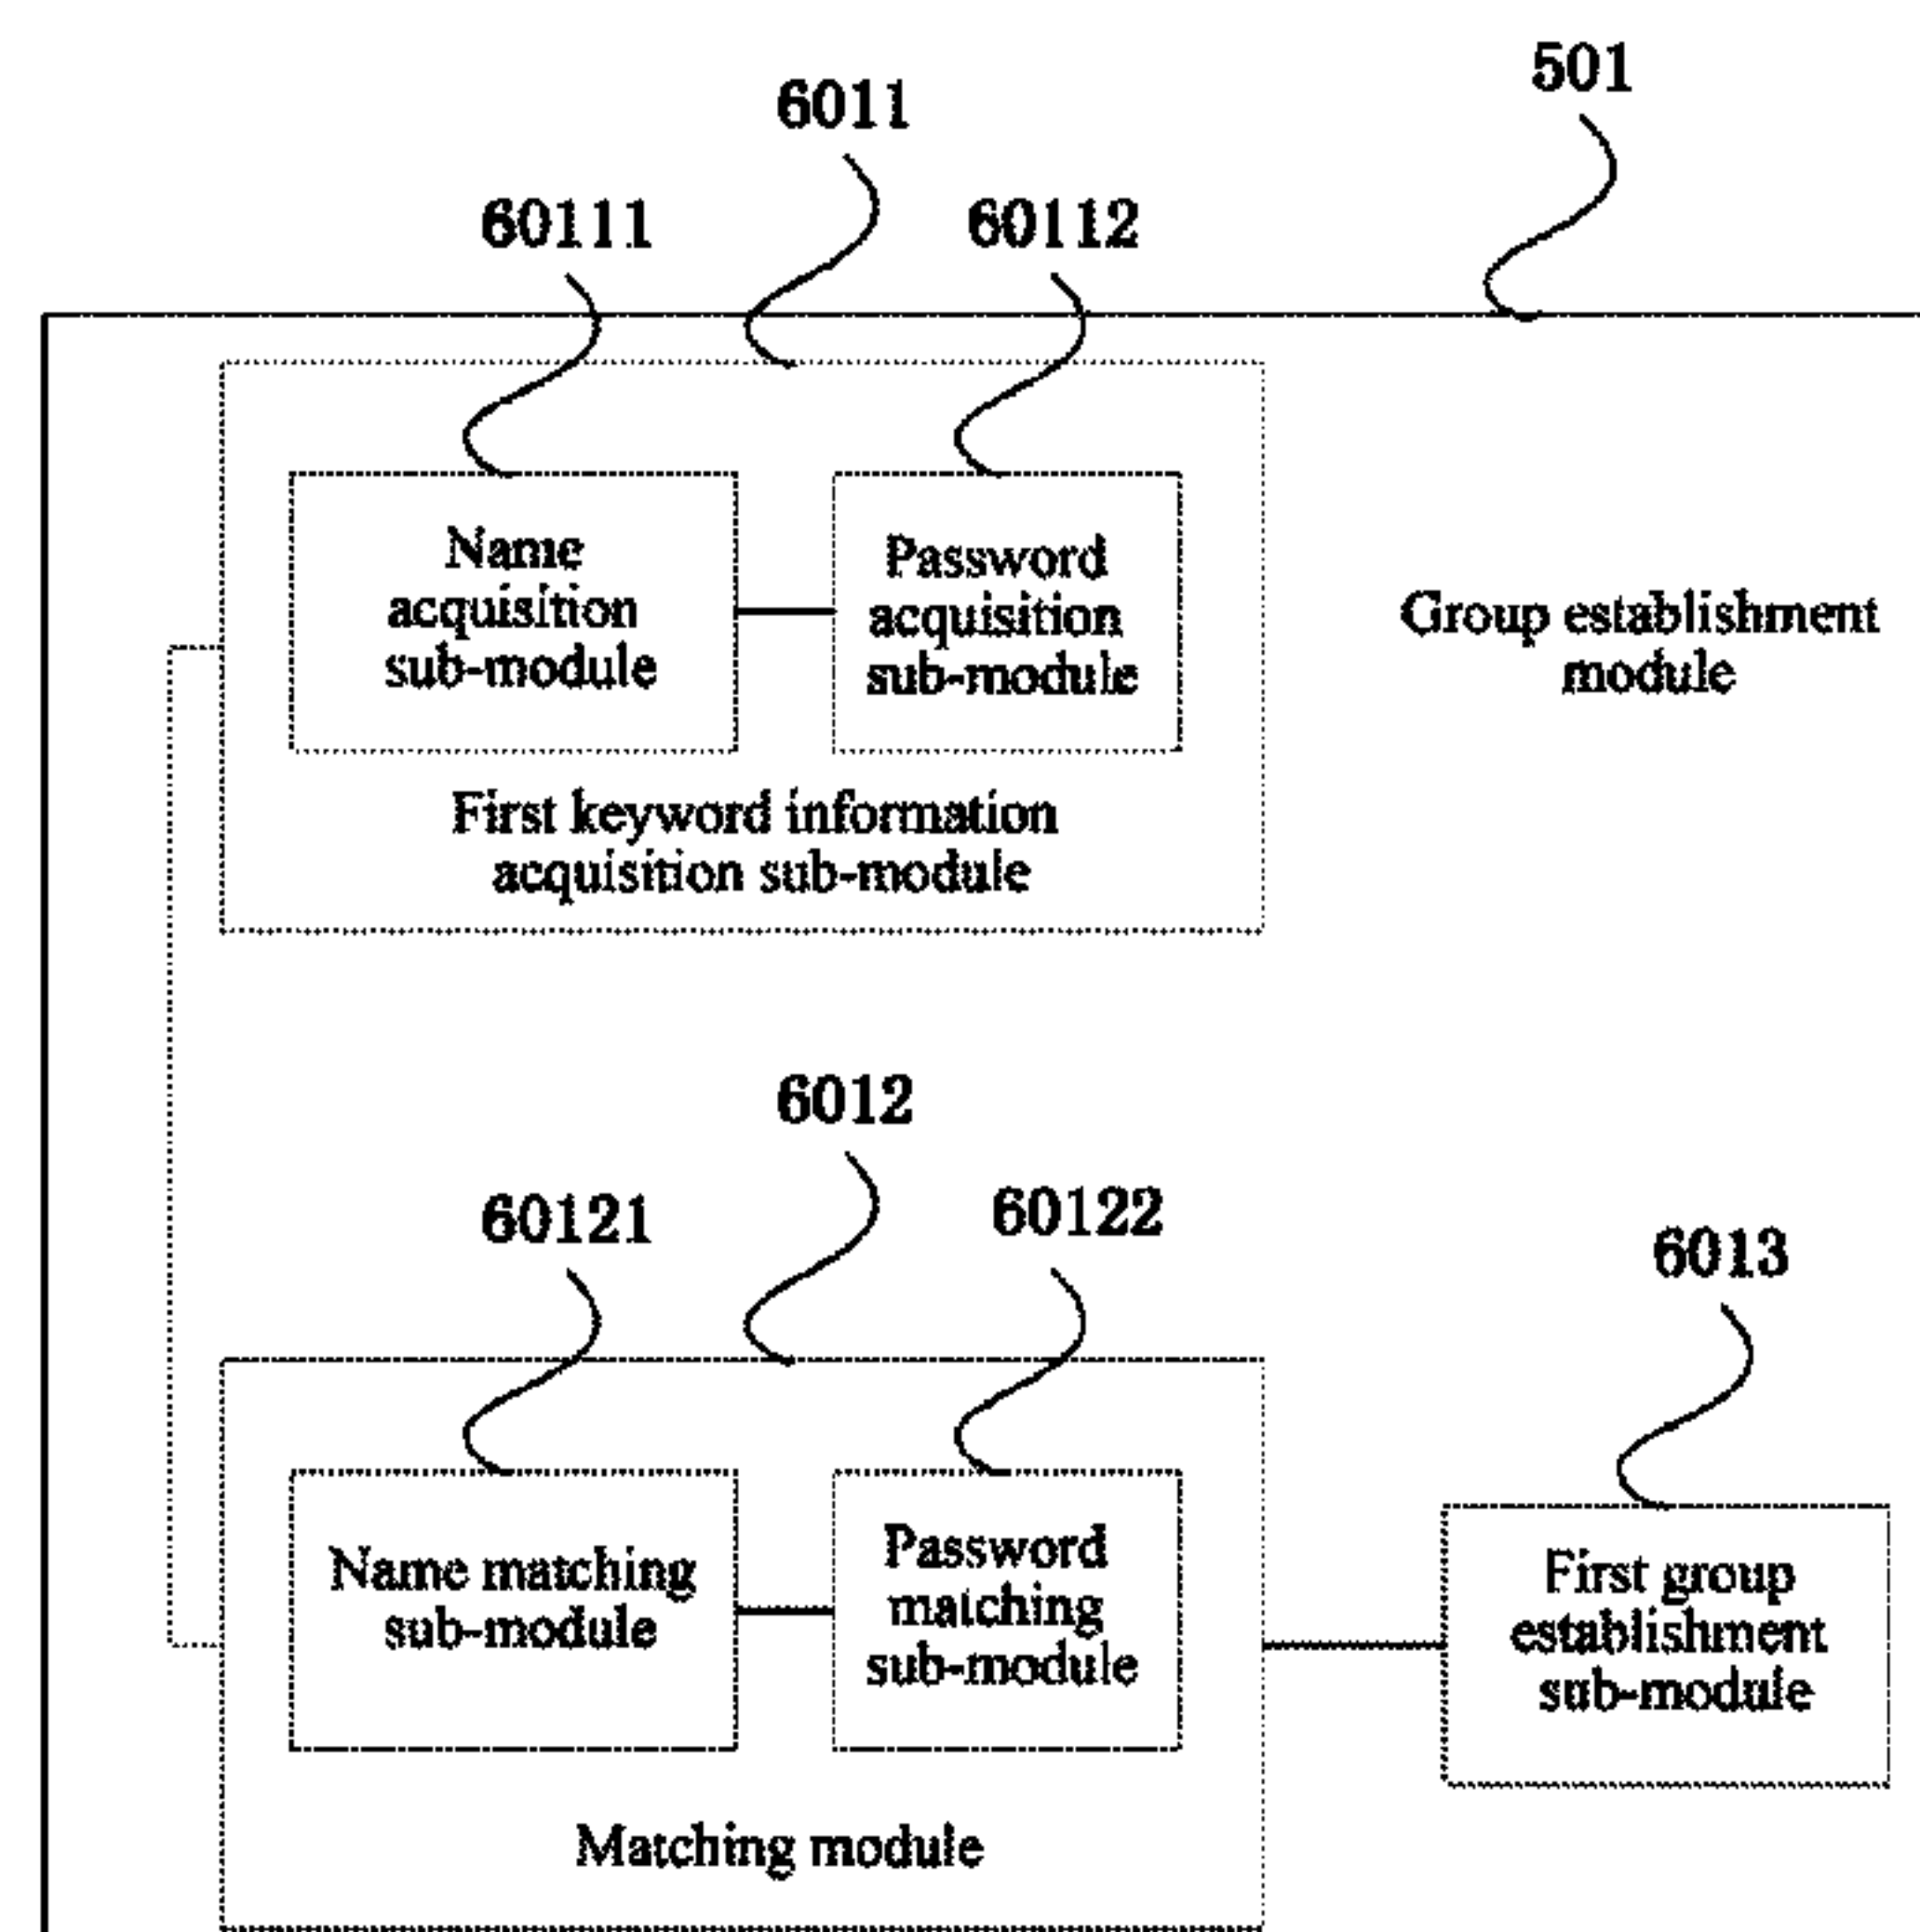 501
6011
60111
60112
Name
acquisition
sub-module
Password
acquisition
sub-module
Group establishment
module
First keyword information
acquisition sub-module
6012
60121
60122
6013
Name matching
sub-module
Password
matching
sub-module
First group
establishment
sub-module
Matching module